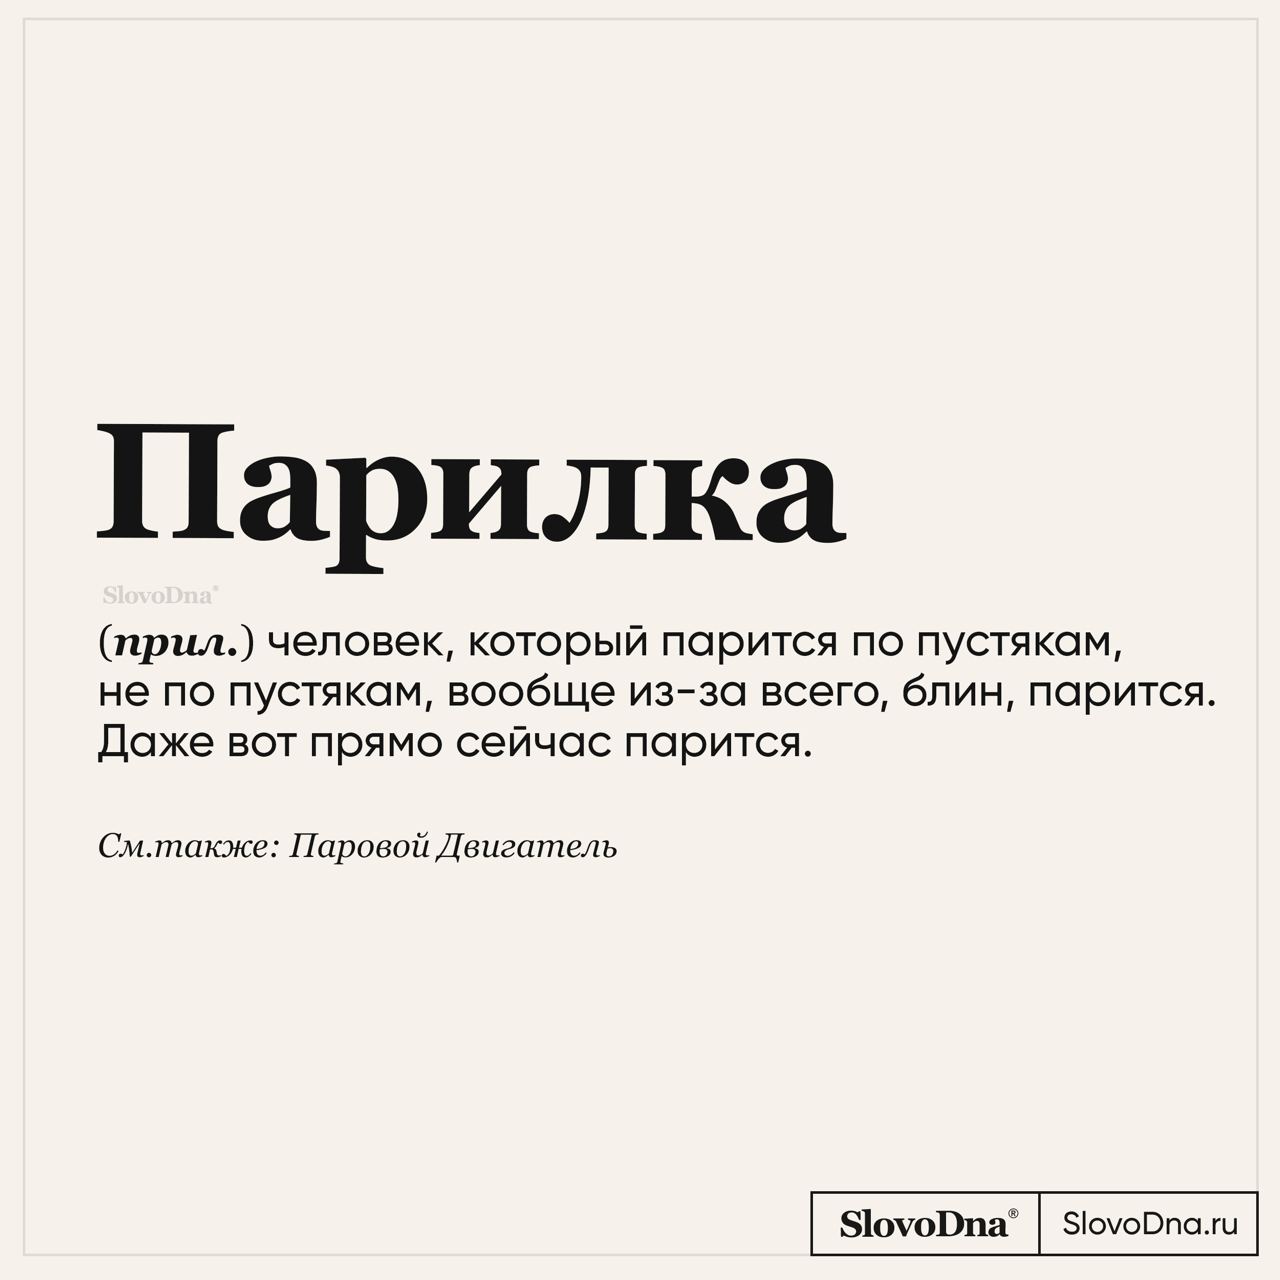 Парилка
SlovoDna®
(прил.) человек, который парится по пустякам,
не по пустякам, вообще из-за всего, блин, парится.
Даже вот прямо сейчас парится.
См.также: Паровой Двигатель
SlovoDna® SlovoDna.ru